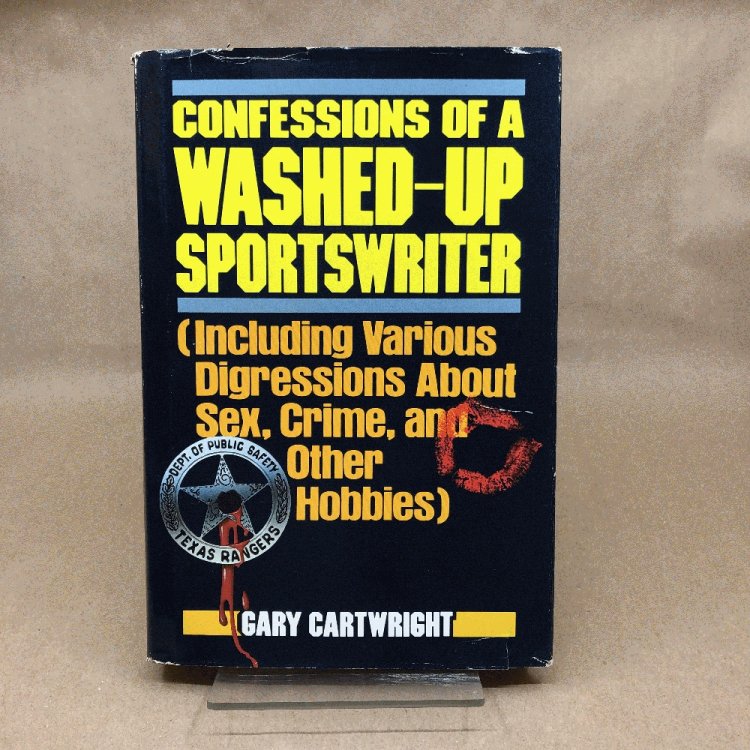 CONFESSIONS OF A
WASHED-UP
SPORTSWRITER
(Including Various
Digressions About
Sex, Crime, and
Other
Hobbies)
DEPT. OF PUBLIC SAFETY
TEXAS RANGERS
GARY CARTWRIGHT